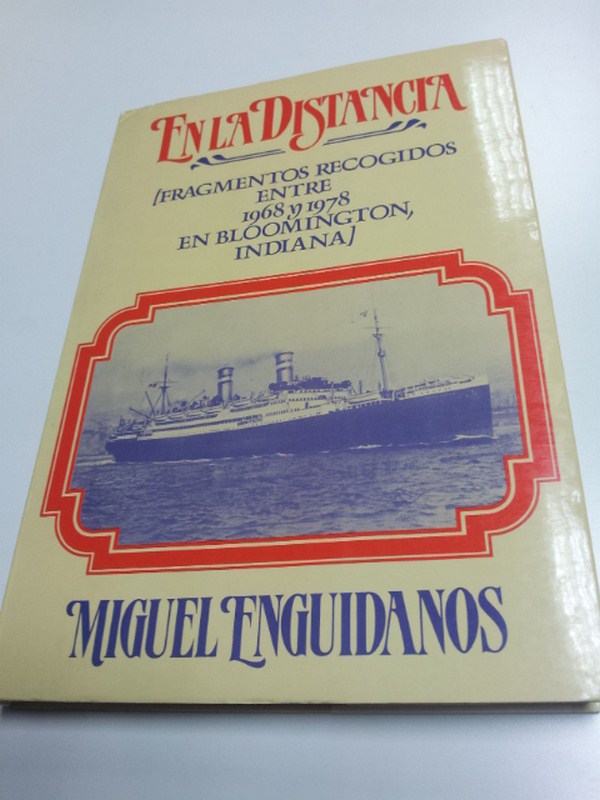 EN LA DISTANCIA
[FRAGMENTOS RECOGIDOS
ENTRE
1968 y 1978
EN BLOOMINGTON,
INDIANA]
MIGUEL ENGUIDANOS